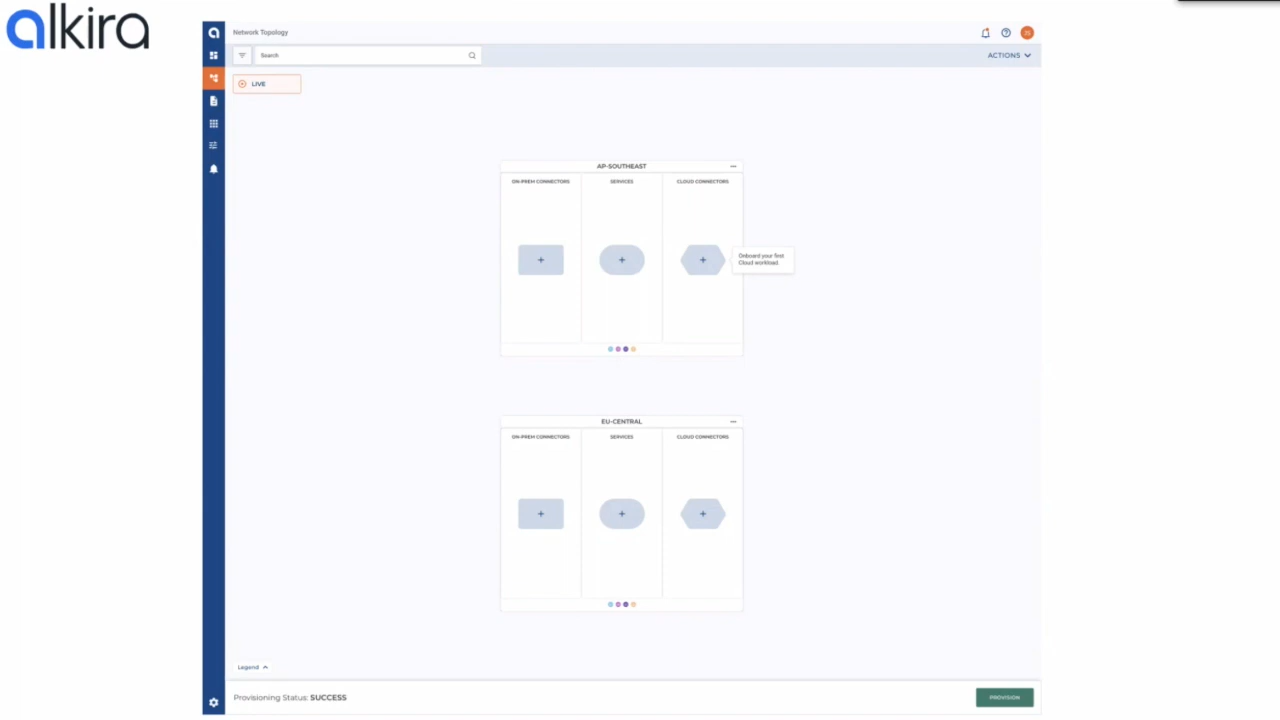 alkira
Network Topology
JS
Search
ACTIONS
LIVE
AP-SOUTHEAST
ON-PREM CONNECTORS
SERVICES
CLOUD CONNECTORS
Onboard your first
Cloud workload.
EU-CENTRAL
ON-PREM CONNECTORS
SERVICES
CLOUD CONNECTORS
Legend
Provisioning Status: SUCCESS
PROVISION